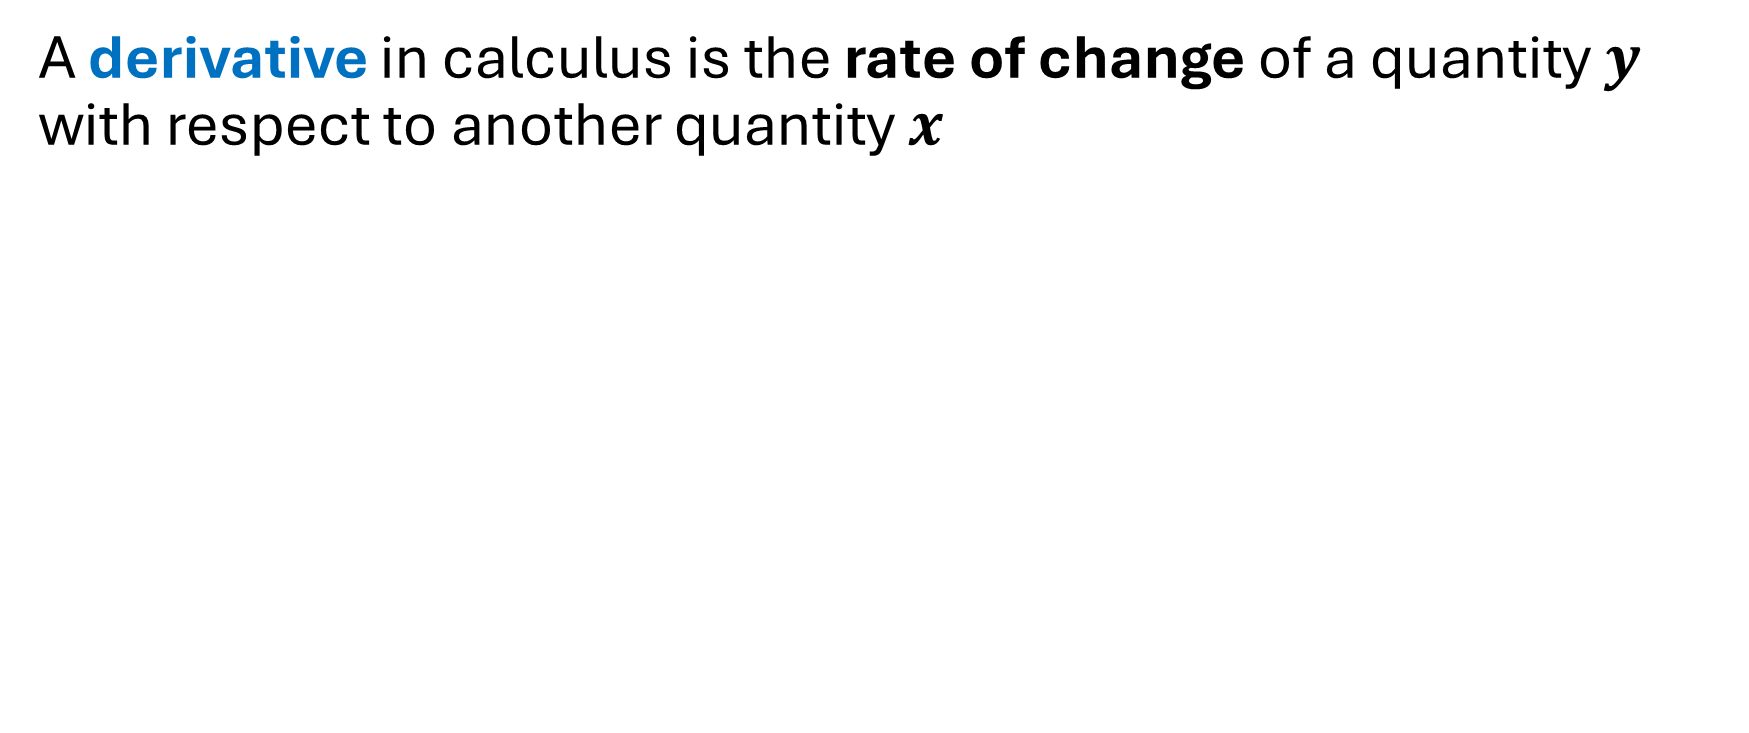 A derivative in calculus is the rate of change of a quantity y
with respect to another quantity x